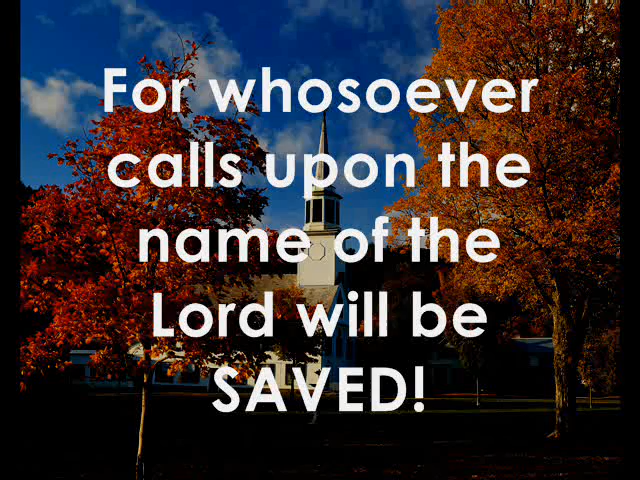 For whosoever
calls upon the
name of the
Lord will be
SAVED!